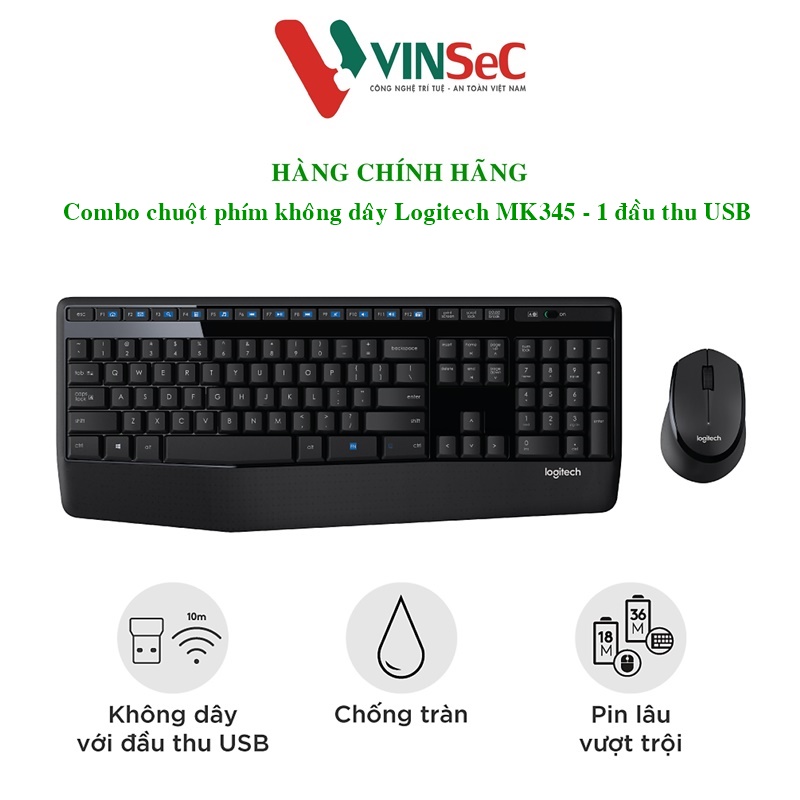 VINSeC
CÔNG NGHỆ TRÍ TUỆ - AN TOÀN VIỆT NAM
HÀNG CHÍNH HÃNG
Combo chuột phím không dây Logitech MK345 - 1 đầu thu USB
logitech
logitech
10m
36 M
18 M
Không dây
với đầu thu USB
Chống tràn
Pin lâu
vượt trội